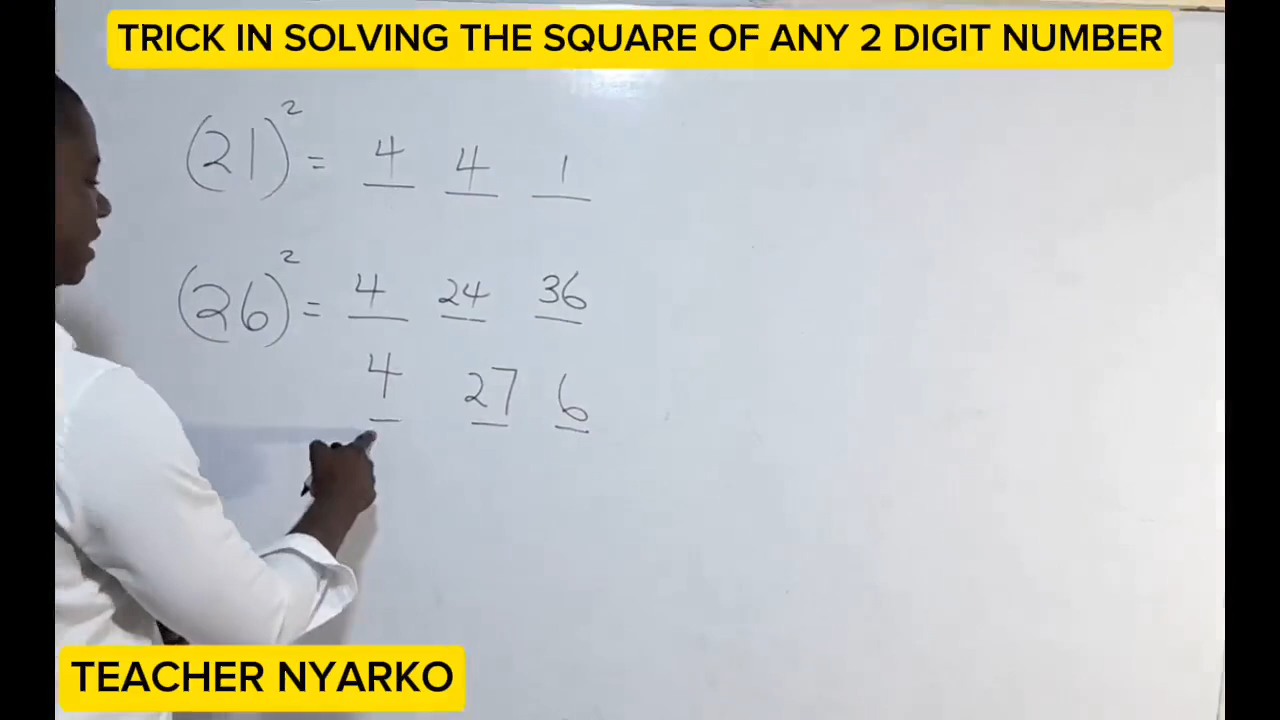 TRICK IN SOLVING THE SQUARE OF ANY 2 DIGIT NUMBER
(21)² = 4 4 1
(26)² = 4 24 36
4 27 6
TEACHER NYARKO